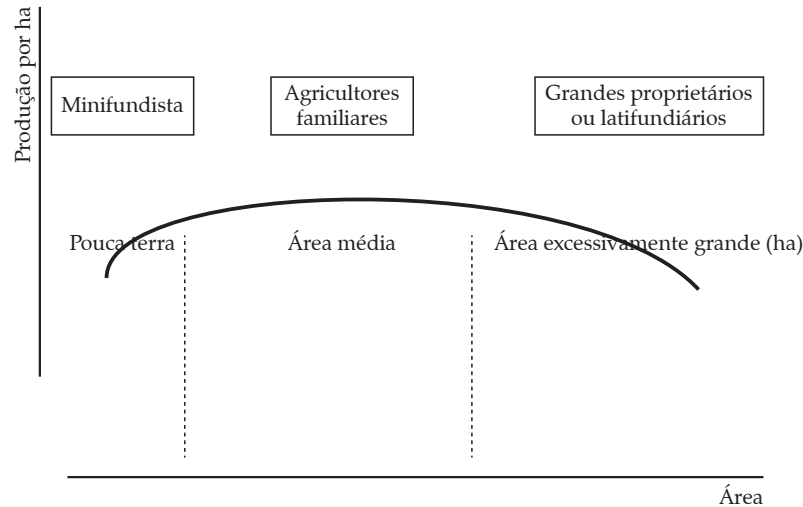 Produção por ha
Minifundista
Agricultores
familiares
Grandes proprietários
ou latifundiários
Pouca terra
Área média
Área excessivamente grande (ha)
Área